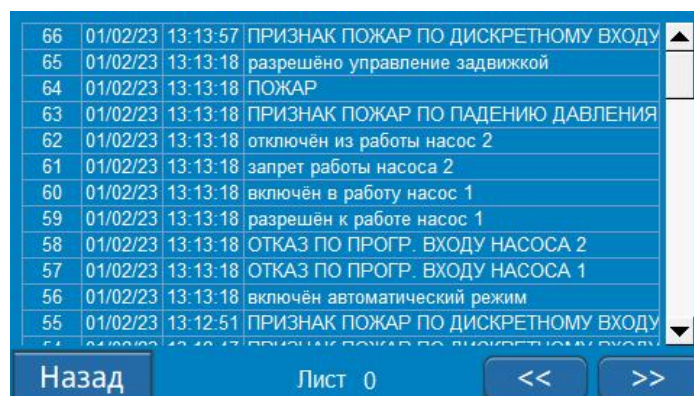 66 01/02/23 13:13:57 ПРИЗНАК ПОЖАР ПО ДИСКРЕТНОМУ ВХОДУ
65 01/02/23 13:13:18 разрешёно управление задвижкой
64 01/02/23 13:13:18 ПОЖАР
63 01/02/23 13:13:18 ПРИЗНАК ПОЖАР ПО ПАДЕНИЮ ДАВЛЕНИЯ
62 01/02/23 13:13:18 отключён из работы насос 2
61 01/02/23 13:13:18 запрет работы насоса 2
60 01/02/23 13:13:18 включён в работу насос 1
59 01/02/23 13:13:18 разрешён к работе насос 1
58 01/02/23 13:13:18 ОТКАЗ ПО ПРОГР. ВХОДУ НАСОСА 2
57 01/02/23 13:13:18 ОТКАЗ ПО ПРОГР. ВХОДУ НАСОСА 1
56 01/02/23 13:13:18 включён автоматический режим
55 01/02/23 13:12:51 ПРИЗНАК ПОЖАР ПО ДИСКРЕТНОМУ ВХОДУ
Назад Лист 0 << >>